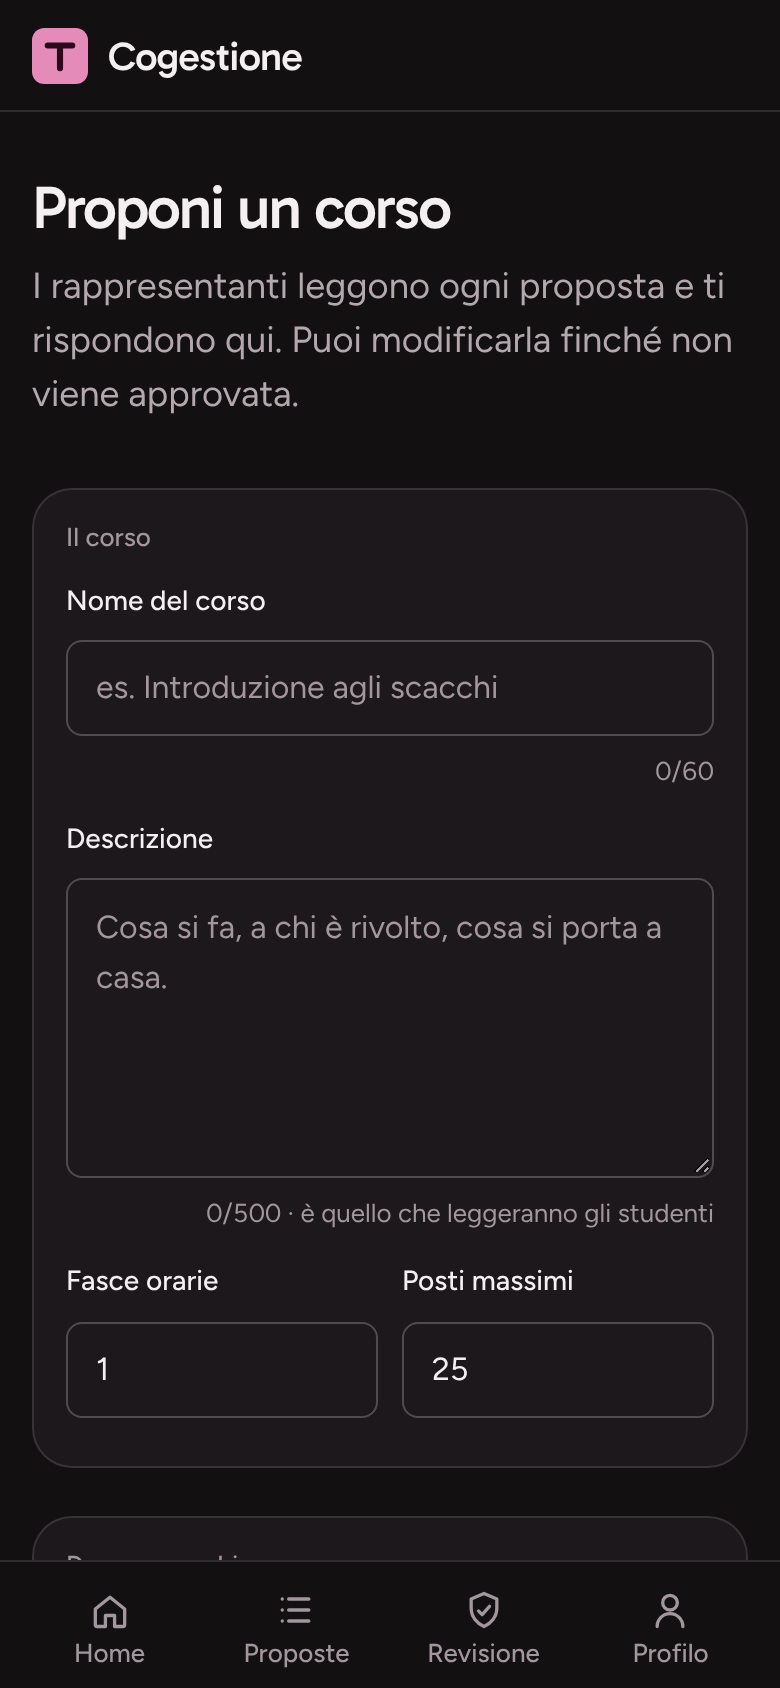 T Cogestione
Proponi un corso
I rappresentanti leggono ogni proposta e ti
rispondono qui. Puoi modificarla finché non
viene approvata.
Il corso
Nome del corso
es. Introduzione agli scacchi
0/60
Descrizione
Cosa si fa, a chi è rivolto, cosa si porta a
casa.
0/500 · è quello che leggeranno gli studenti
Fasce orarie Posti massimi
1 25
Home Proposte Revisione Profilo